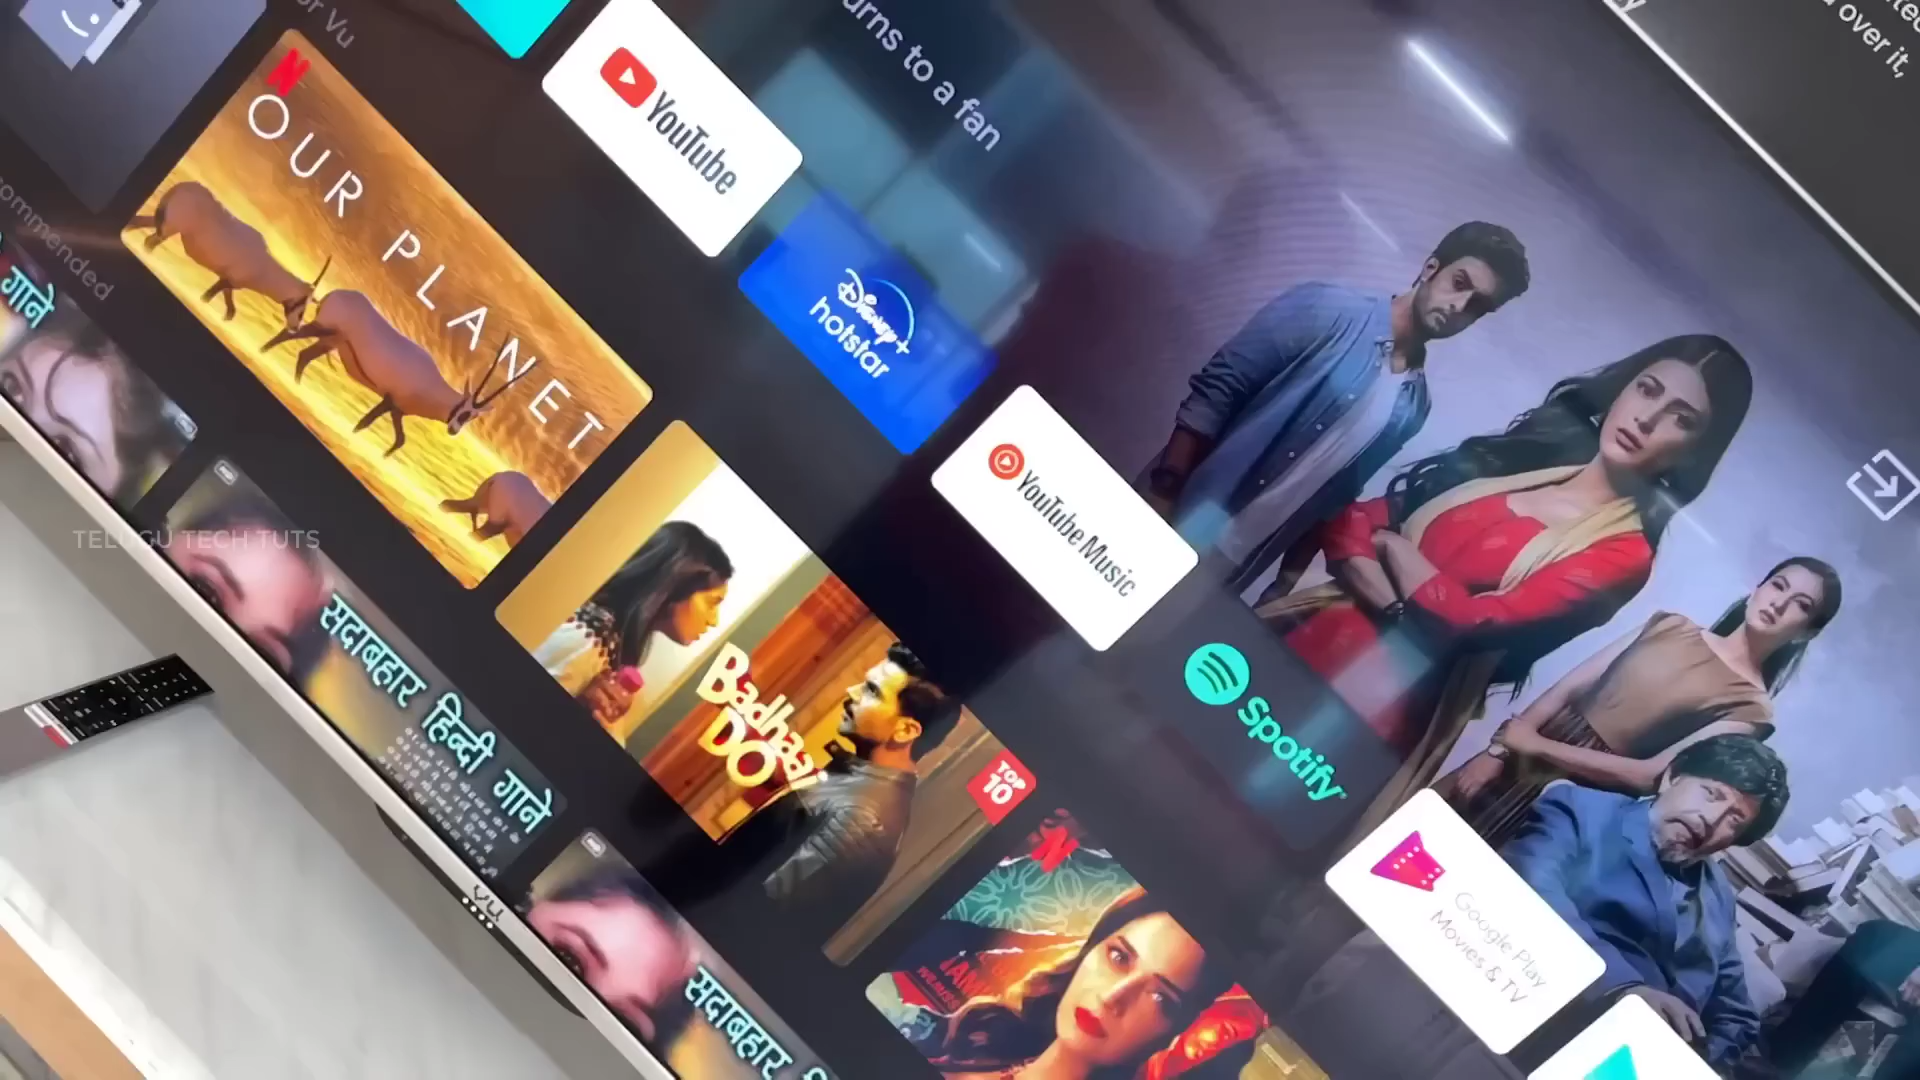 or Vu
urns to a fan
over it,
N
OUR PLANET
YouTube
Disney+
hotstar
YouTube Music
Spotify
Google Play
Movies & TV
ommended
गाने
Badhaai
DO
TOP
10
N
सदाबहार हिन्दी गाने
सदाबहार
Vu
TELUGU TECH TUTS